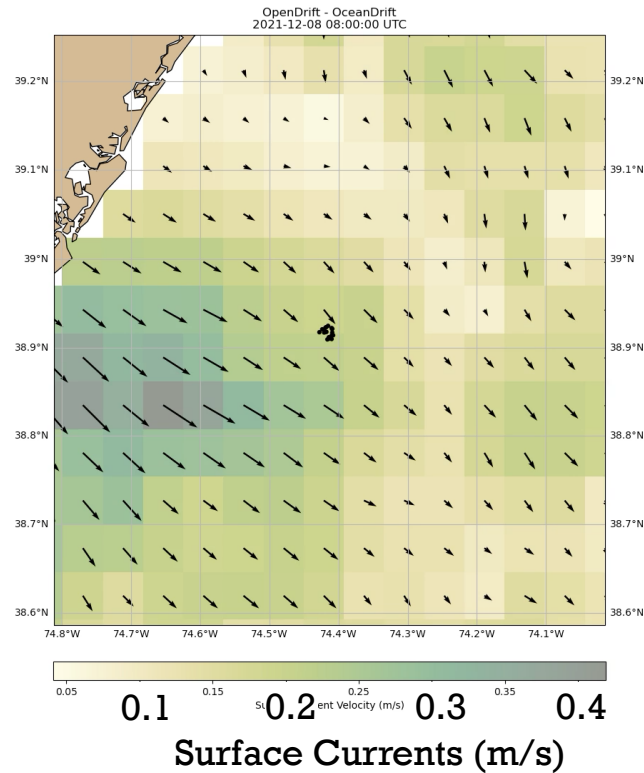 OpenDrift - OceanDrift
2021-12-08 08:00:00 UTC
39.2°N
39.2°N
39.1°N
39.1°N
39°N
39°N
38.9°N
38.9°N
38.8°N
38.8°N
38.7°N
38.7°N
38.6°N
38.6°N
74.8°W 74.7°W 74.6°W 74.5°W 74.4°W 74.3°W 74.2°W 74.1°W
0.05 0.15 0.25 0.35
ent Velocity (m/s)
0.1 0.2 0.3 0.4
Surface Currents (m/s)